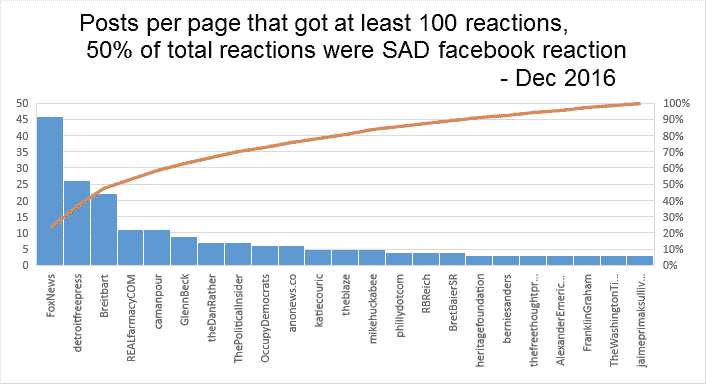 Posts per page that got at least 100 reactions,
50% of total reactions were SAD facebook reaction
- Dec 2016
50
45
40
35
30
25
20
15
10
5
0
100%
90%
80%
70%
60%
50%
40%
30%
20%
10%
0%
FoxNews
detroitfreepress
Breitbart
REALfarmacyCOM
camanpour
GlennBeck
theDanRather
ThePoliticalInsider
OccupyDemocrats
anonews.co
katiecouric
theblaze
mikehuckabee
phillydotcom
RBReich
BretBaierSR
heritagefoundation
berniesanders
thefreethoughtpr...
AlexanderEmeric...
FranklinGraham
TheWashingtonTi...
jaimeprimaksulliv...